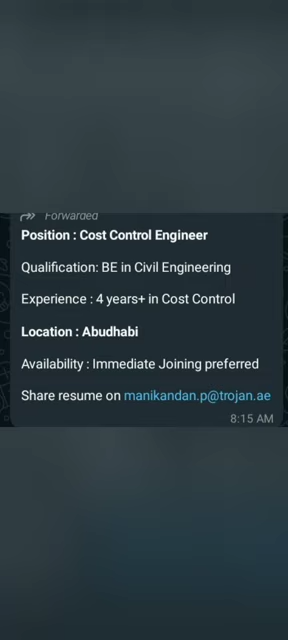 Forwarded
Position : Cost Control Engineer
Qualification: BE in Civil Engineering
Experience : 4 years+ in Cost Control
Location : Abudhabi
Availability : Immediate Joining preferred
Share resume on manikandan.p@trojan.ae
8:15 AM